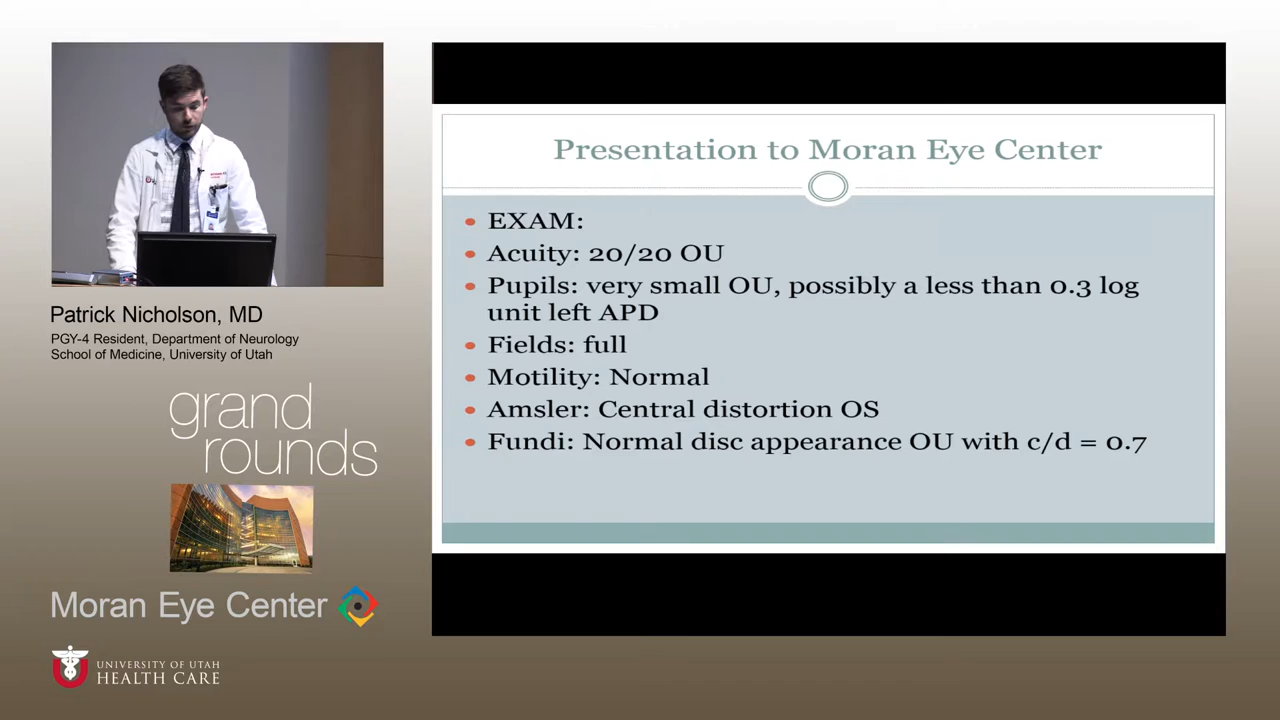 Patrick Nicholson, MD
PGY-4 Resident, Department of Neurology
School of Medicine, University of Utah
grand
rounds
Moran Eye Center
UNIVERSITY OF UTAH
HEALTH CARE
Presentation to Moran Eye Center
EXAM:
Acuity: 20/20 OU
Pupils: very small OU, possibly a less than 0.3 log
unit left APD
Fields: full
Motility: Normal
Amsler: Central distortion OS
Fundi: Normal disc appearance OU with c/d = 0.7